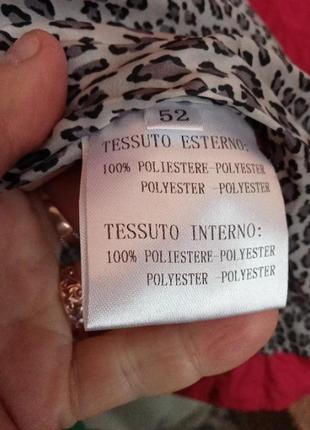 52
TESSUTO ESTERNO:
100% POLIESTERE-POLYESTER
POLYESTER-POLYESTER
TESSUTO INTERNO:
100% POLIESTERE-POLYESTER
POLYESTER-POLYESTER